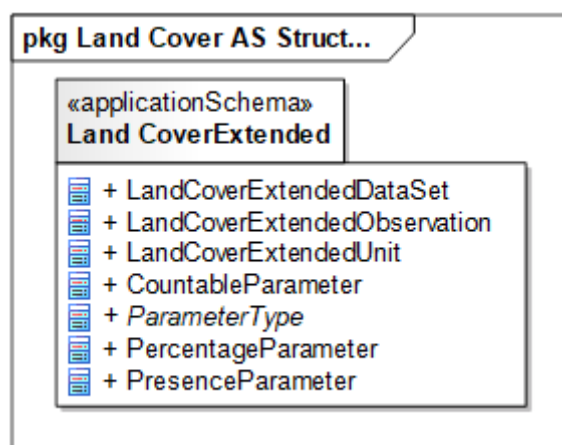 pkg Land Cover AS Struct...
«applicationSchema»
Land CoverExtended
+ LandCoverExtendedDataSet
+ LandCoverExtendedObservation
+ LandCoverExtendedUnit
+ CountableParameter
+ ParameterType
+ PercentageParameter
+ PresenceParameter